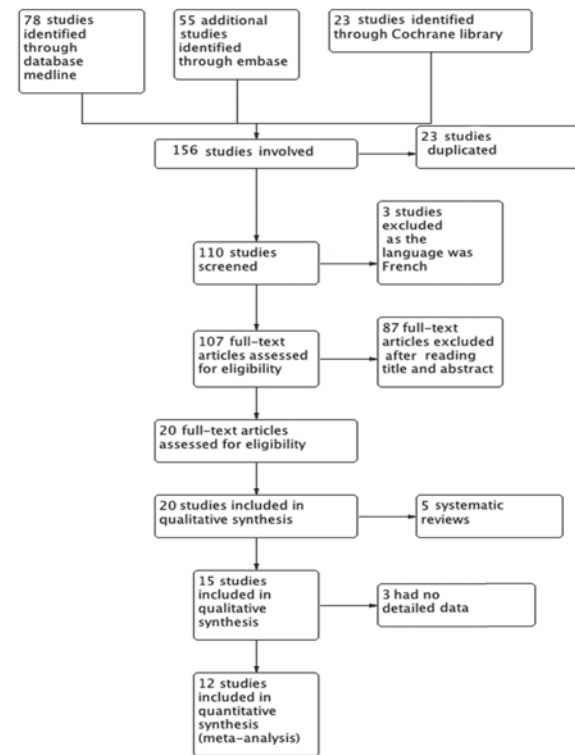 78 studies
identified
through
database
medline
55 additional
studies
identified
through embase
23 studies identified
through Cochrane library
156 studies involved
23 studies
duplicated
110 studies
screened
3 studies
excluded
as the
language was
French
107 full-text
articles assessed
for eligibility
87 full-text
articles excluded
after reading
title and abstract
20 full-text articles
assessed for eligibility
20 studies included in
qualitative synthesis
5 systematic
reviews
15 studies
included in
qualitative
synthesis
3 had no
detailed data
12 studies
included in
quantitative
synthesis
(meta-analysis)